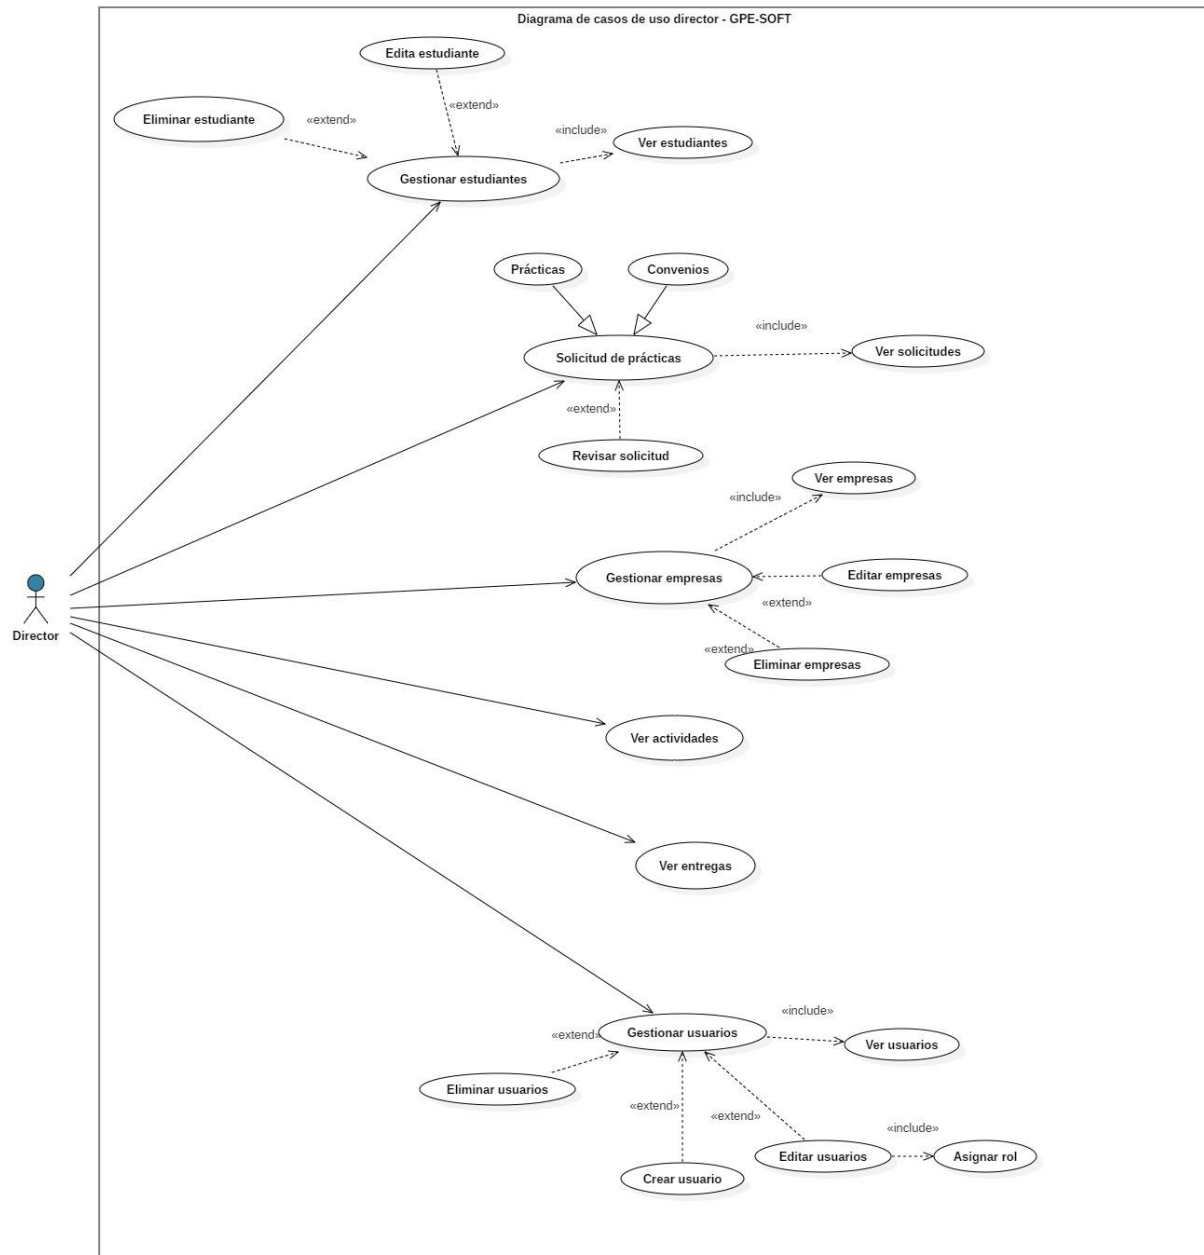 Diagrama de casos de uso director - GPE-SOFT
Edita estudiante
«extend»
Eliminar estudiante
«extend»
«include»
Ver estudiantes
Gestionar estudiantes
Prácticas
Convenios
«include»
Solicitud de prácticas
Ver solicitudes
«extend»
Revisar solicitud
Ver empresas
«include»
Gestionar empresas
Editar empresas
«extend»
Director
«extend»
Eliminar empresas
Ver actividades
Ver entregas
«include»
«extend»
Gestionar usuarios
Ver usuarios
Eliminar usuarios
«extend»
«extend»
«include»
Editar usuarios
Asignar rol
Crear usuario